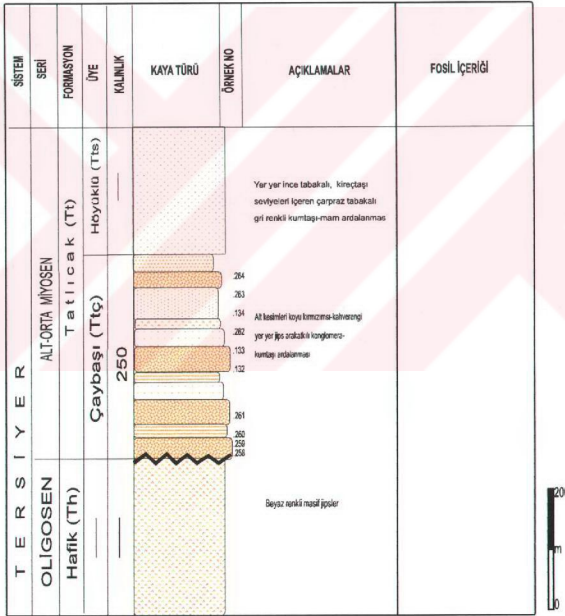 SİSTEM
SERİ
FORMASYON
ÜYE
KALINLIK
KAYA TÜRÜ
ÖRNEK NO
AÇIKLAMALAR
FOSİL İÇERİĞİ
TERSİYER
ALT-ORTA MİYOSEN
Tatlıcak (Tt)
Höyüklü (Tts)
Yer yer ince tabakalı, kireçtaşı
seviyeleri içeren çarpraz tabakalı
gri renkli kumtaşı-marn ardalanmas
Çaybaşı (Ttç)
250
.264
.263
.134
.262
.133
.132
.261
.260
.259
.258
Alt kesimleri koyu kırmızımsı-kahverengi
yer yer jips arakatkılı konglomera-
kumtaşı ardalanması
OLİGOSEN
Hafik (Th)
Beyaz renkli masif jipsler
200
m
0